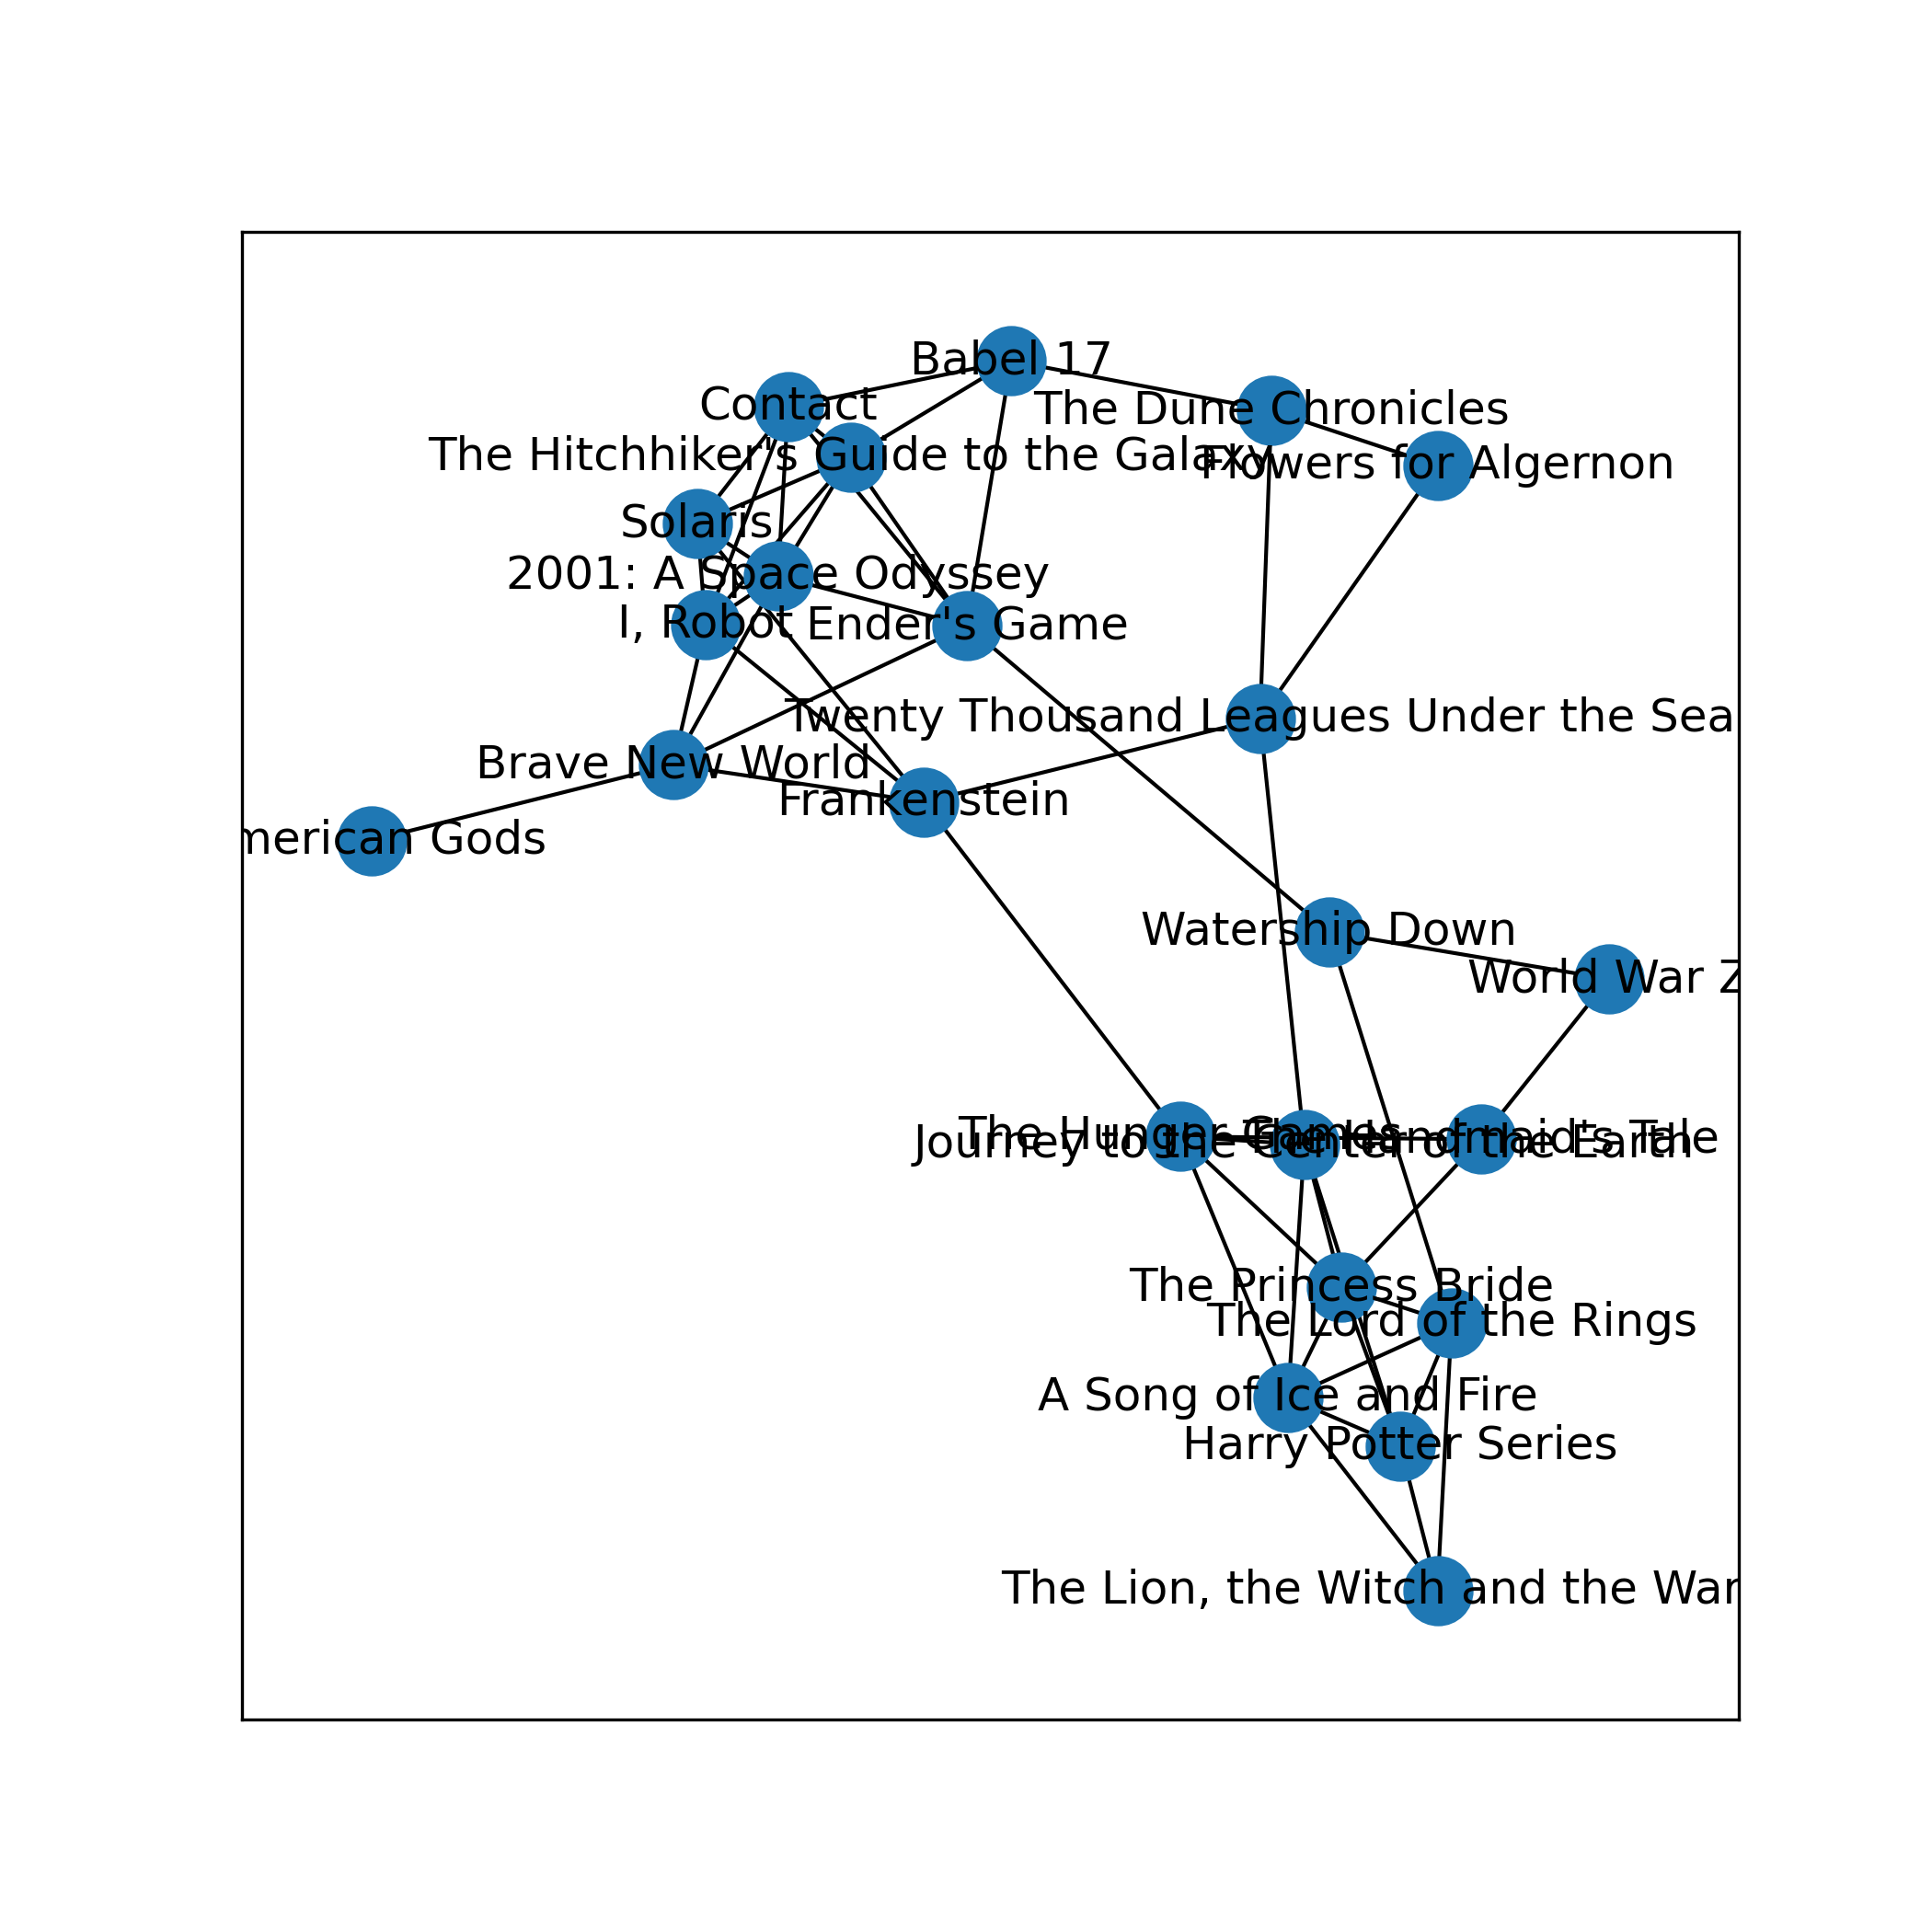 Babel 17
Contact
The Dune Chronicles
The Hitchhiker's Guide to the Galaxy
Flowers for Algernon
Solaris
2001: A Space Odyssey
I, Robot
Ender's Game
Twenty Thousand Leagues Under the Sea
Brave New World
Frankenstein
merican Gods
Watership Down
World War Z
The Hunger Games
The Handmaid's Tale
Journey to the Center of the Earth
The Princess Bride
The Lord of the Rings
A Song of Ice and Fire
Harry Potter Series
The Lion, the Witch and the War